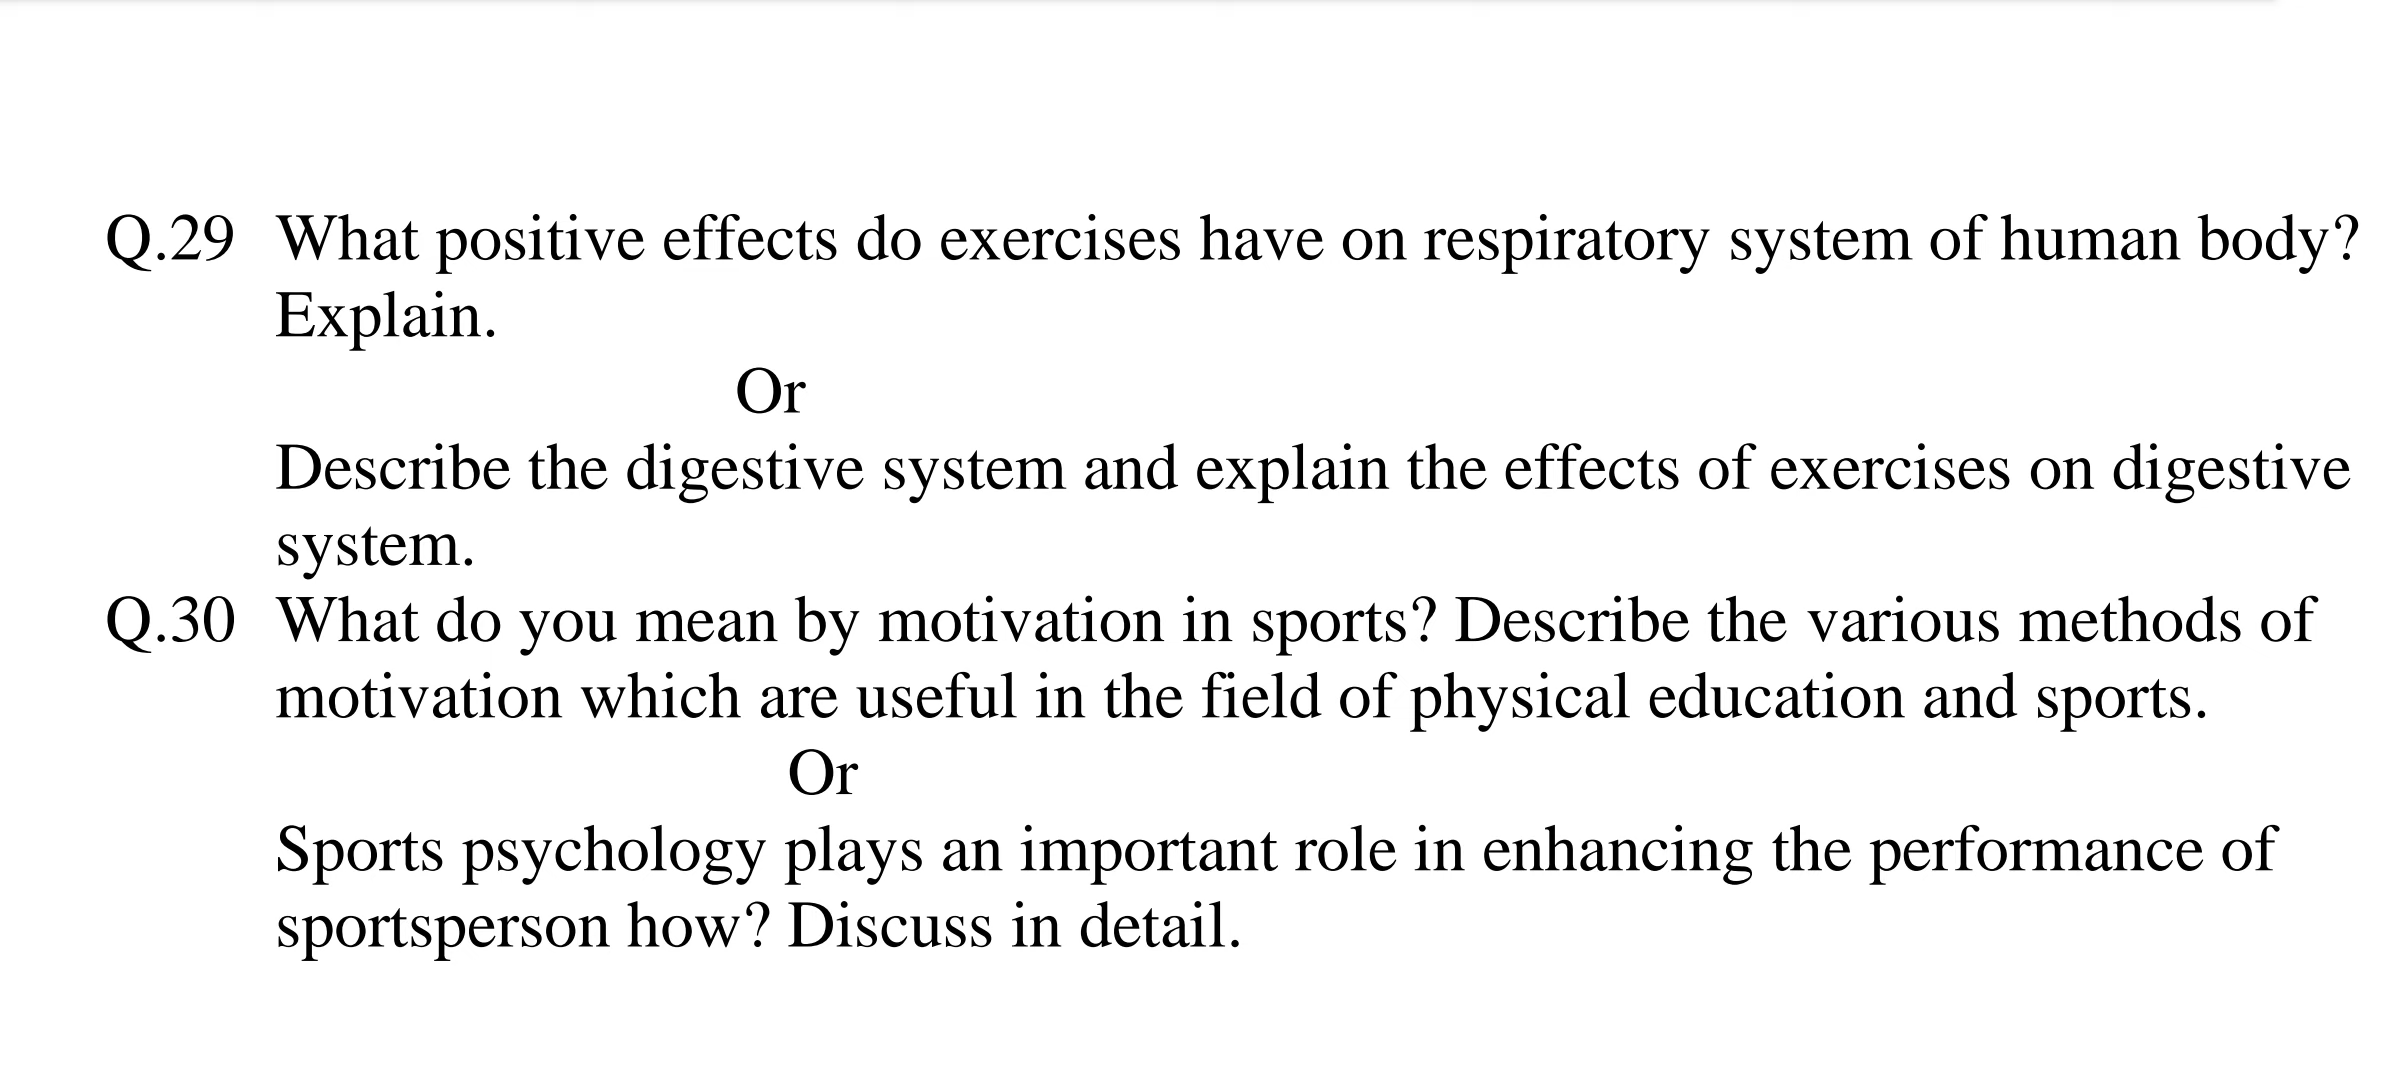 Q.29 What positive effects do exercises have on respiratory system of human body?
Explain.
Or
Describe the digestive system and explain the effects of exercises on digestive
system.
Q.30 What do you mean by motivation in sports? Describe the various methods of
motivation which are useful in the field of physical education and sports.
Or
Sports psychology plays an important role in enhancing the performance of
sportsperson how? Discuss in detail.